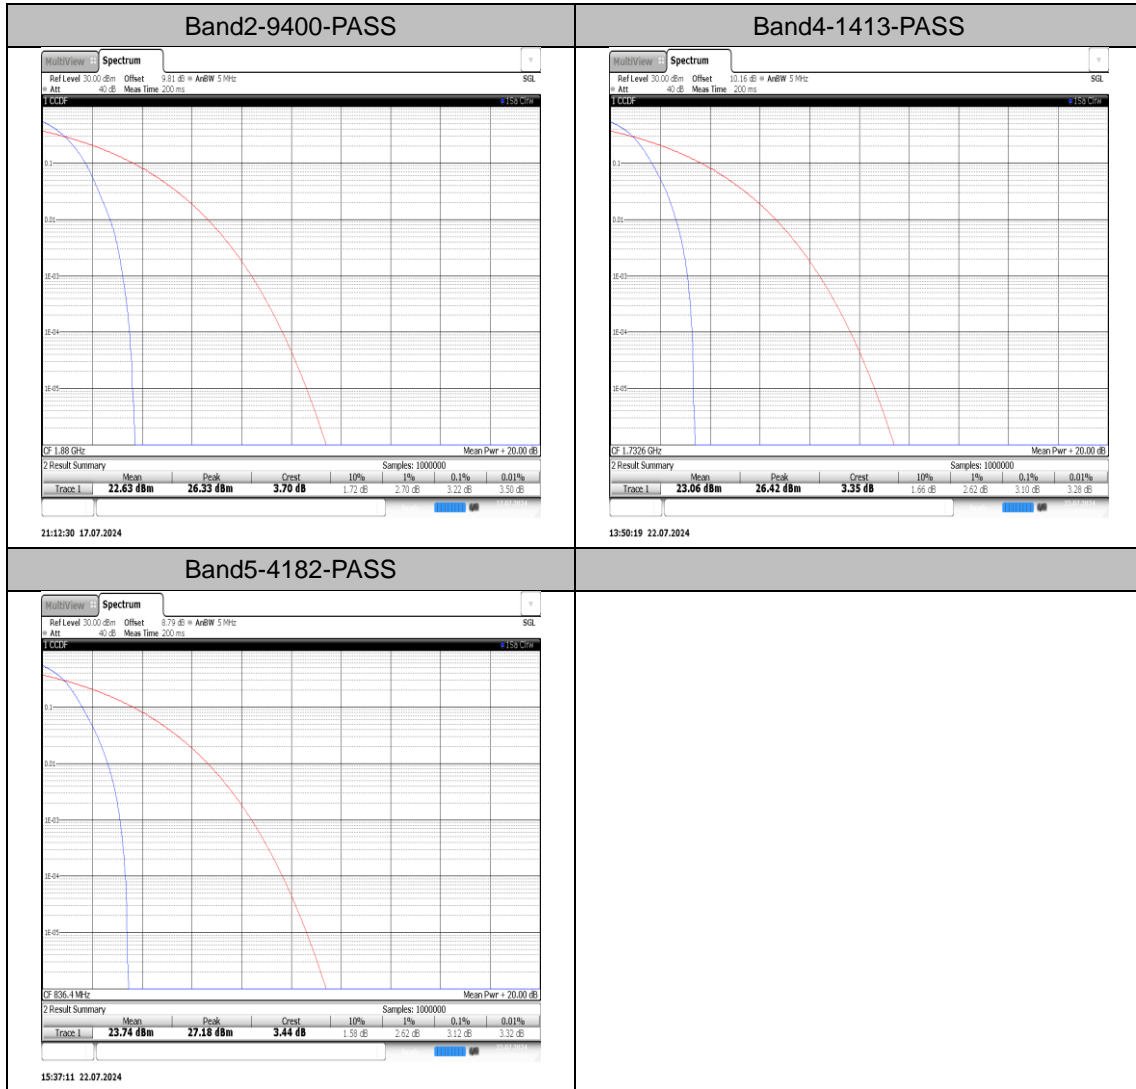 Band2-9400-PASS
Band4-1413-PASS
MultiView Spectrum
Ref Level 30.00 dBm Offset 9.81 dB AnBW 5 MHz SGL
Att 40 dB Meas Time 200 ms
1 CCDF 1Sa Clrw
0.1
0.01
1E-03
1E-04
1E-05
CF 1.88 GHz Mean Pwr + 20.00 dB
2 Result Summary Samples: 1000000
Mean Peak Crest 10% 1% 0.1% 0.01%
Trace 1 22.63 dBm 26.33 dBm 3.70 dB 1.72 dB 2.70 dB 3.22 dB 3.50 dB
21:12:30 17.07.2024
MultiView Spectrum
Ref Level 30.00 dBm Offset 10.16 dB AnBW 5 MHz SGL
Att 40 dB Meas Time 200 ms
1 CCDF 1Sa Clrw
0.1
0.01
1E-03
1E-04
1E-05
CF 1.7326 GHz Mean Pwr + 20.00 dB
2 Result Summary Samples: 1000000
Mean Peak Crest 10% 1% 0.1% 0.01%
Trace 1 23.06 dBm 26.42 dBm 3.35 dB 1.66 dB 2.62 dB 3.10 dB 3.28 dB
13:50:19 22.07.2024
Band5-4182-PASS
MultiView Spectrum
Ref Level 30.00 dBm Offset 8.79 dB AnBW 5 MHz SGL
Att 40 dB Meas Time 200 ms
1 CCDF 1Sa Clrw
0.1
0.01
1E-03
1E-04
1E-05
CF 836.4 MHz Mean Pwr + 20.00 dB
2 Result Summary Samples: 1000000
Mean Peak Crest 10% 1% 0.1% 0.01%
Trace 1 23.74 dBm 27.18 dBm 3.44 dB 1.58 dB 2.62 dB 3.12 dB 3.32 dB
15:37:11 22.07.2024